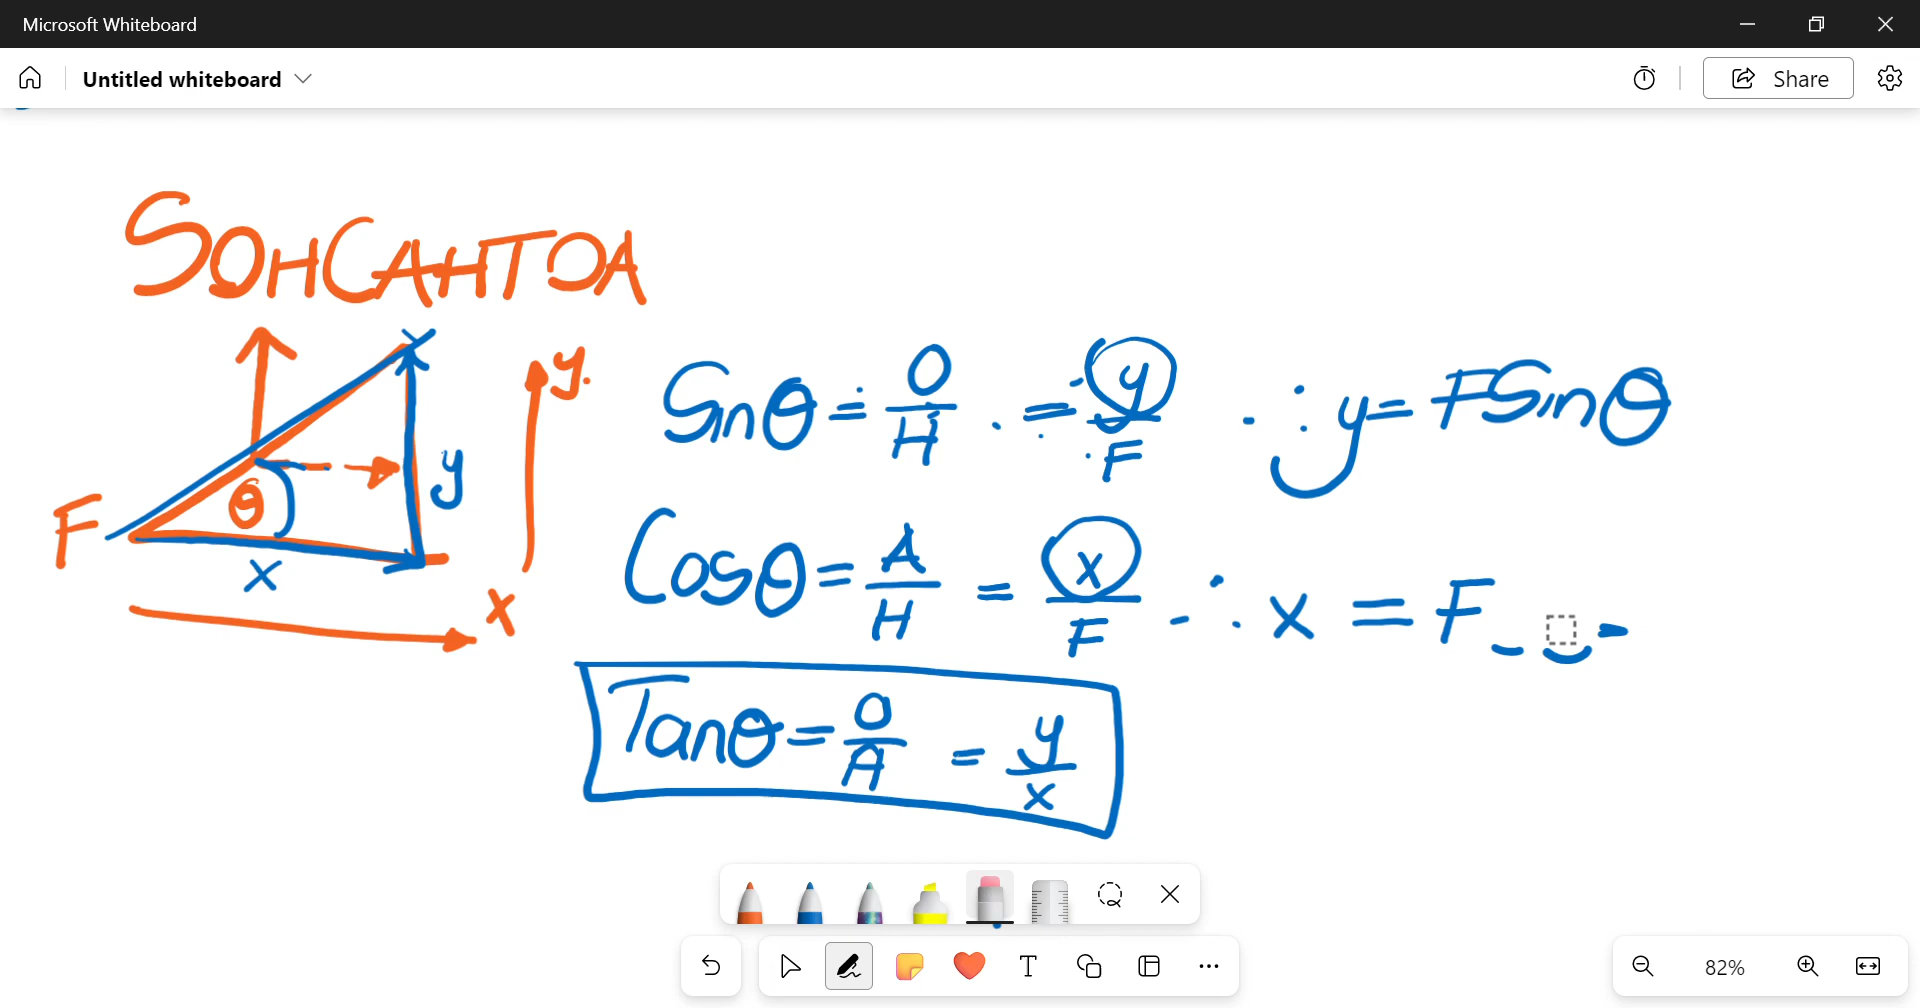 Microsoft Whiteboard
Untitled whiteboard
Share
SOHCAHTOA
y.
F
θ
y
x
x
Sinθ = O/H = y/F ∴ y = FSinθ
Cosθ = A/H = x/F ∴ x = F
Tanθ = O/A = y/x
T
82%